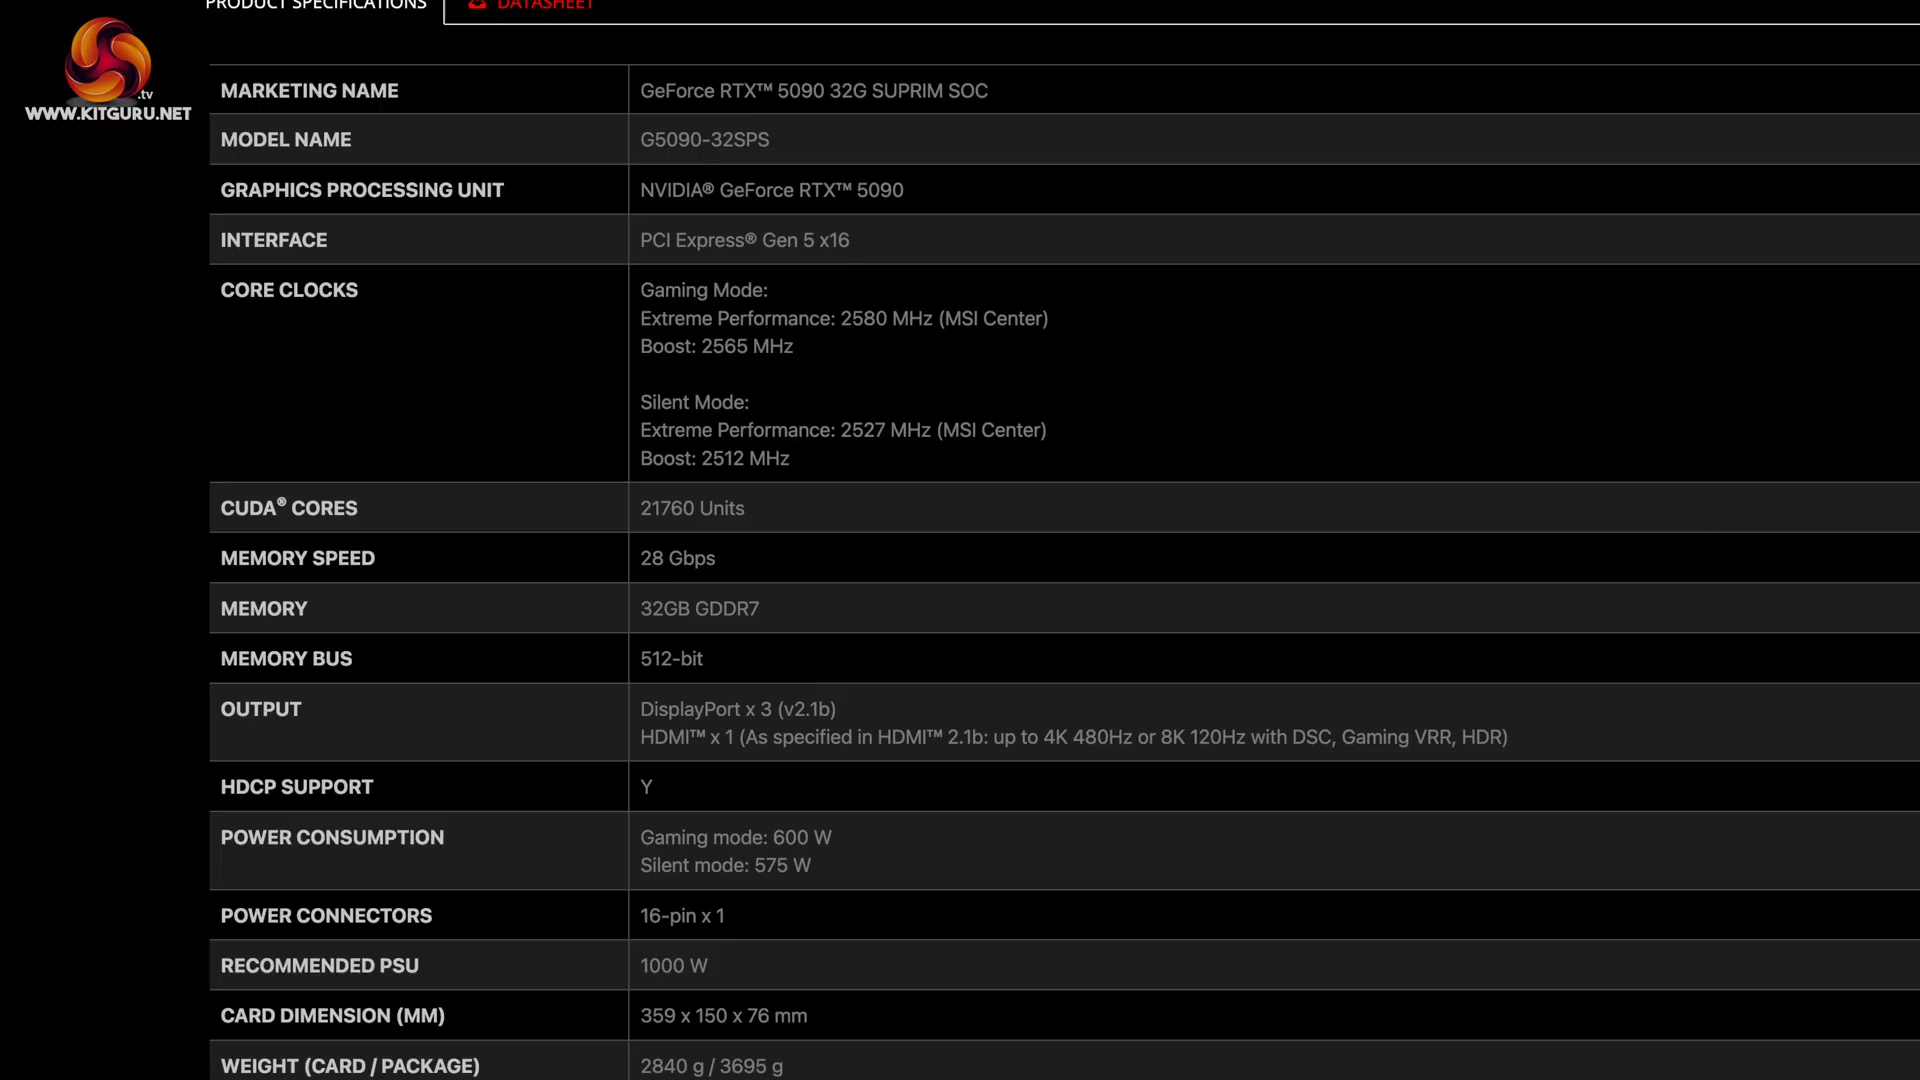 PRODUCT SPECIFICATIONS
DATASHEET
.tv
WWW.KITGURU.NET
MARKETING NAME
GeForce RTX™ 5090 32G SUPRIM SOC
MODEL NAME
G5090-32SPS
GRAPHICS PROCESSING UNIT
NVIDIA® GeForce RTX™ 5090
INTERFACE
PCI Express® Gen 5 x16
CORE CLOCKS
Gaming Mode:
Extreme Performance: 2580 MHz (MSI Center)
Boost: 2565 MHz
Silent Mode:
Extreme Performance: 2527 MHz (MSI Center)
Boost: 2512 MHz
CUDA® CORES
21760 Units
MEMORY SPEED
28 Gbps
MEMORY
32GB GDDR7
MEMORY BUS
512-bit
OUTPUT
DisplayPort x 3 (v2.1b)
HDMI™ x 1 (As specified in HDMI™ 2.1b: up to 4K 480Hz or 8K 120Hz with DSC, Gaming VRR, HDR)
HDCP SUPPORT
Y
POWER CONSUMPTION
Gaming mode: 600 W
Silent mode: 575 W
POWER CONNECTORS
16-pin x 1
RECOMMENDED PSU
1000 W
CARD DIMENSION (MM)
359 x 150 x 76 mm
WEIGHT (CARD / PACKAGE)
2840 g / 3695 g